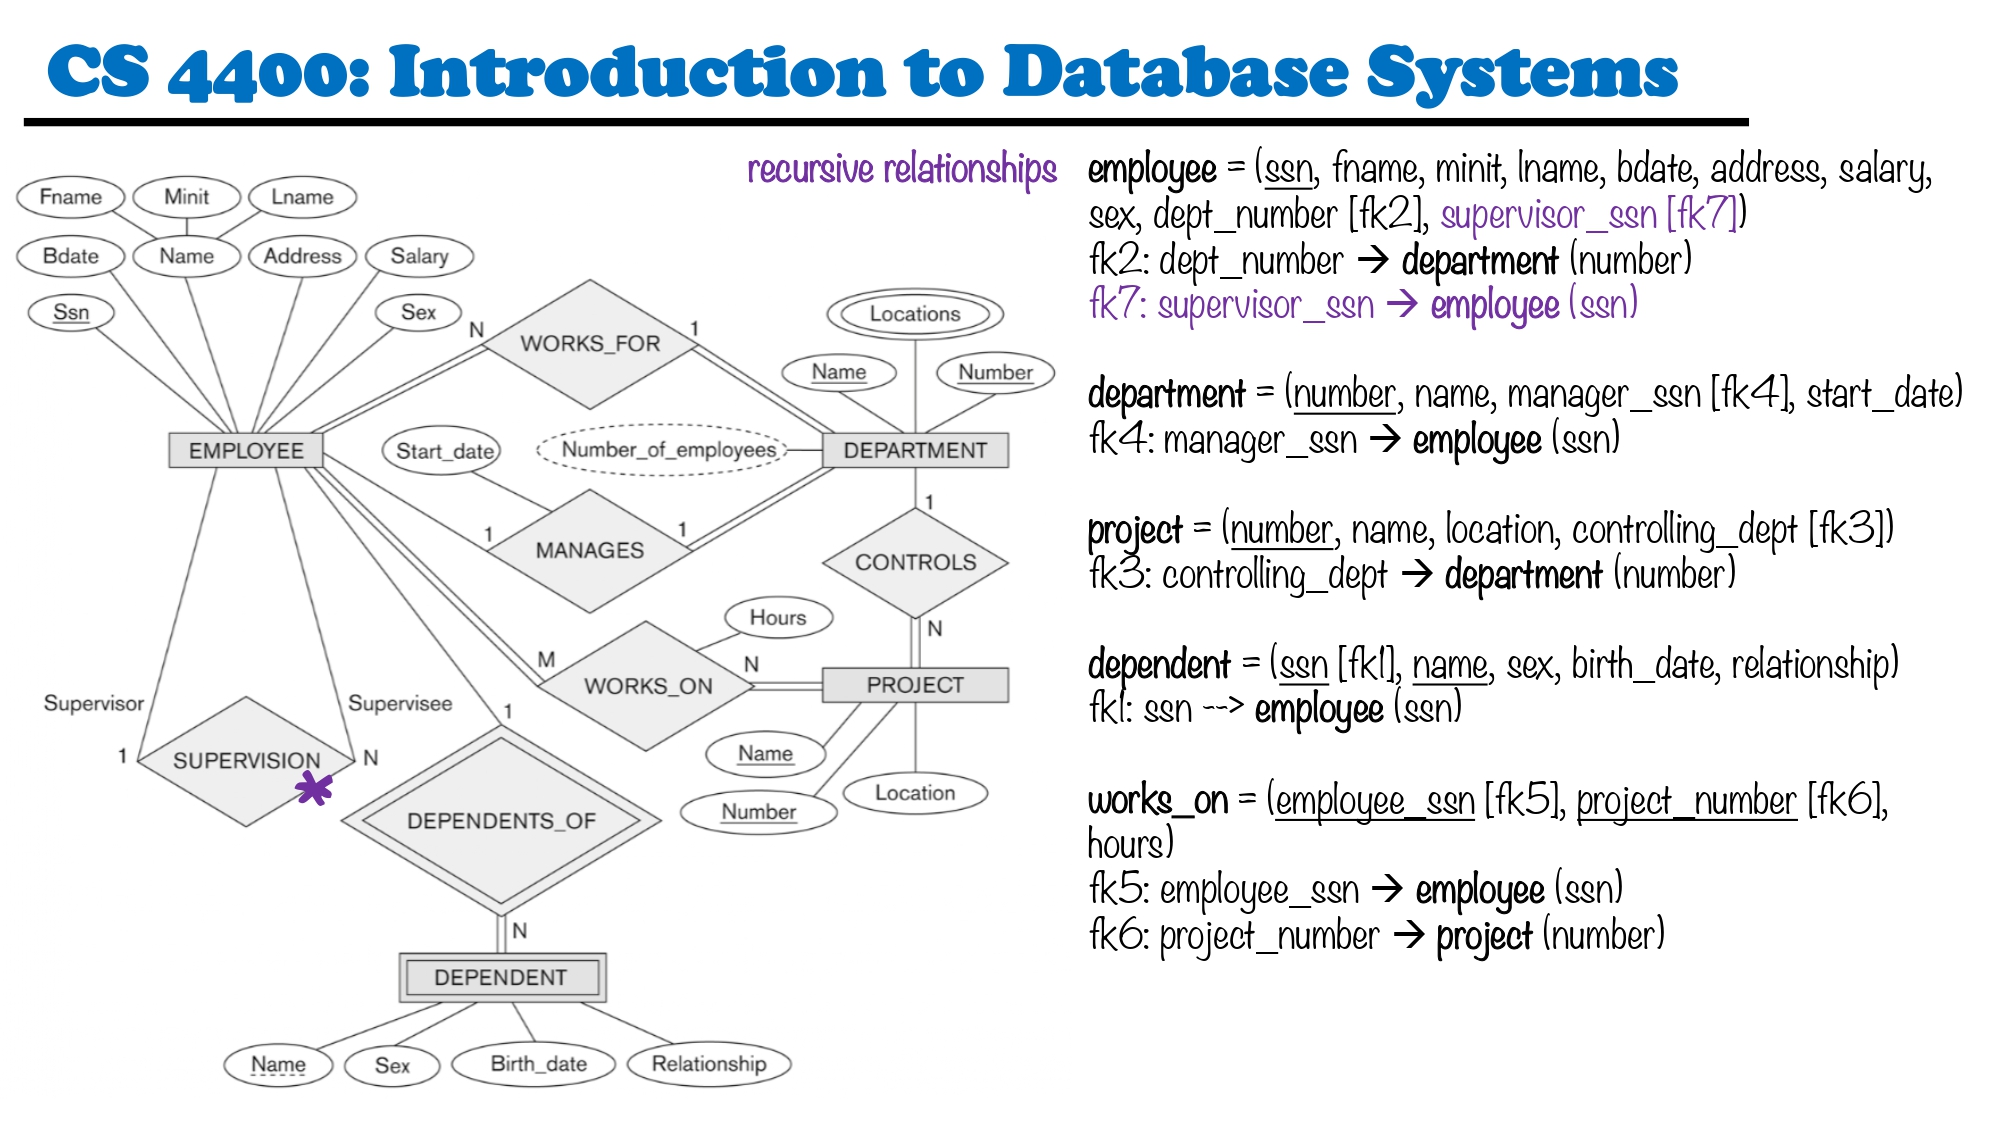 CS 4400: Introduction to Database Systems
recursive relationships
Fname
Minit
Lname
Bdate
Name
Address
Salary
Ssn
Sex
N
WORKS_FOR
1
Locations
Name
Number
EMPLOYEE
Start_date
Number_of_employees
DEPARTMENT
1
MANAGES
1
1
CONTROLS
N
Hours
M
WORKS_ON
N
PROJECT
Supervisor
Supervisee
1
SUPERVISION
N
*
1
Name
Number
Location
DEPENDENTS_OF
N
DEPENDENT
Name
Sex
Birth_date
Relationship
employee = (ssn, fname, minit, lname, bdate, address, salary,
sex, dept_number [fk2], supervisor_ssn [fk7])
fk2: dept_number → department (number)
fk7: supervisor_ssn → employee (ssn)
department = (number, name, manager_ssn [fk4], start_date)
fk4: manager_ssn → employee (ssn)
project = (number, name, location, controlling_dept [fk3])
fk3: controlling_dept → department (number)
dependent = (ssn [fk1], name, sex, birth_date, relationship)
fk1: ssn --> employee (ssn)
works_on = (employee_ssn [fk5], project_number [fk6],
hours)
fk5: employee_ssn → employee (ssn)
fk6: project_number → project (number)